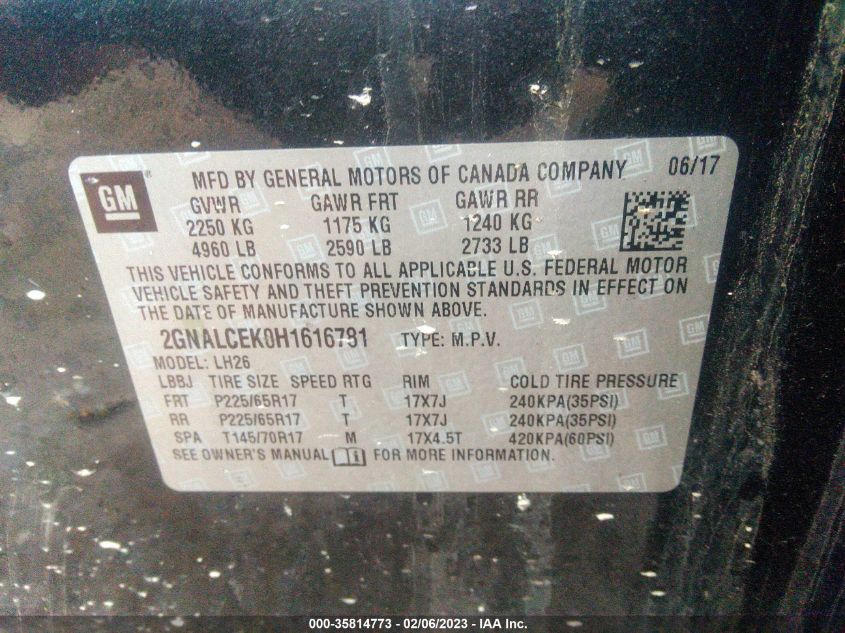 GM
MFD BY GENERAL MOTORS OF CANADA COMPANY 06/17
GVWR GAWR FRT GAWR RR
2250 KG 1175 KG 1240 KG
4960 LB 2590 LB 2733 LB
THIS VEHICLE CONFORMS TO ALL APPLICABLE U.S. FEDERAL MOTOR
VEHICLE SAFETY AND THEFT PREVENTION STANDARDS IN EFFECT ON
THE DATE OF MANUFACTURE SHOWN ABOVE.
2GNALCEK0H1616791 TYPE: M.P.V.
MODEL: LH26
LBBJ TIRE SIZE SPEED RTG RIM COLD TIRE PRESSURE
FRT P225/65R17 T 17X7J 240KPA(35PSI)
RR P225/65R17 T 17X7J 240KPA(35PSI)
SPA T145/70R17 M 17X4.5T 420KPA(60PSI)
SEE OWNER'S MANUAL FOR MORE INFORMATION.
000-35814773 - 02/06/2023 - IAA Inc.